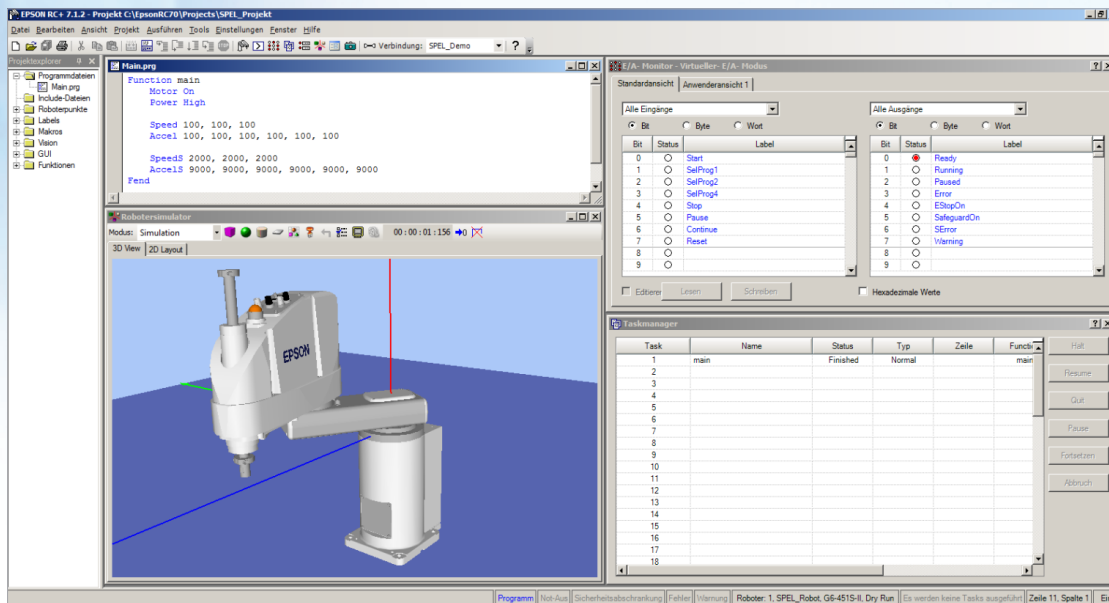 EPSON RC+ 7.1.2 - Projekt C:\EpsonRC70\Projects\SPEL_Projekt
Datei Bearbeiten Ansicht Projekt Ausführen Tools Einstellungen Fenster Hilfe
Verbindung: SPEL_Demo
Projektexplorer
Programmdateien
Main.prg
Include-Dateien
Roboterpunkte
Labels
Makros
Vision
GUI
Funktionen
Main.prg
Function main
Motor On
Power High
Speed 100, 100, 100
Accel 100, 100, 100, 100, 100, 100
SpeedS 2000, 2000, 2000
AccelS 9000, 9000, 9000, 9000, 9000, 9000
Fend
Robotersimulator
Modus: Simulation 00:00:01:156
3D View 2D Layout
EPSON
E/A- Monitor - Virtueller- E/A- Modus
Standardansicht Anwenderansicht 1
Alle Eingänge
Bit Byte Wort
Bit Status Label
0 Start
1 SelProg1
2 SelProg2
3 SelProg4
4 Stop
5 Pause
6 Continue
7 Reset
8
9
Alle Ausgänge
Bit Byte Wort
Bit Status Label
0 Ready
1 Running
2 Paused
3 Error
4 EStopOn
5 SafeguardOn
6 SError
7 Warning
8
9
Editieren Lesen Schreiben Hexadezimale Werte
Taskmanager
Task Name Status Typ Zeile Functio
1 main Finished Normal main
2
3
4
5
6
7
8
9
10
11
12
13
14
15
16
17
18
Halt
Resume
Quit
Pause
Fortsetzen
Abbruch
Programm Not-Aus Sicherheitsabschrankung Fehler Warnung Roboter: 1, SPEL_Robot, G6-451S-II, Dry Run Es werden keine Tasks ausgeführt Zeile 11, Spalte 1 Ei